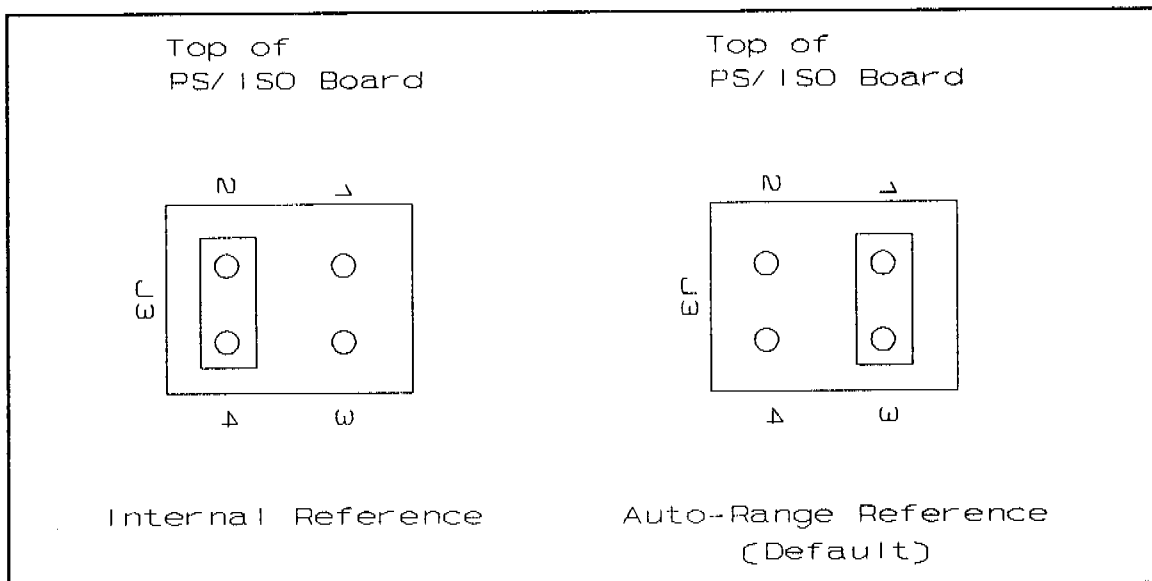 Top of
PS/ISO Board
2 1
J3
4 3
Internal Reference
Top of
PS/ISO Board
2 1
J3
4 3
Auto-Range Reference
(Default)